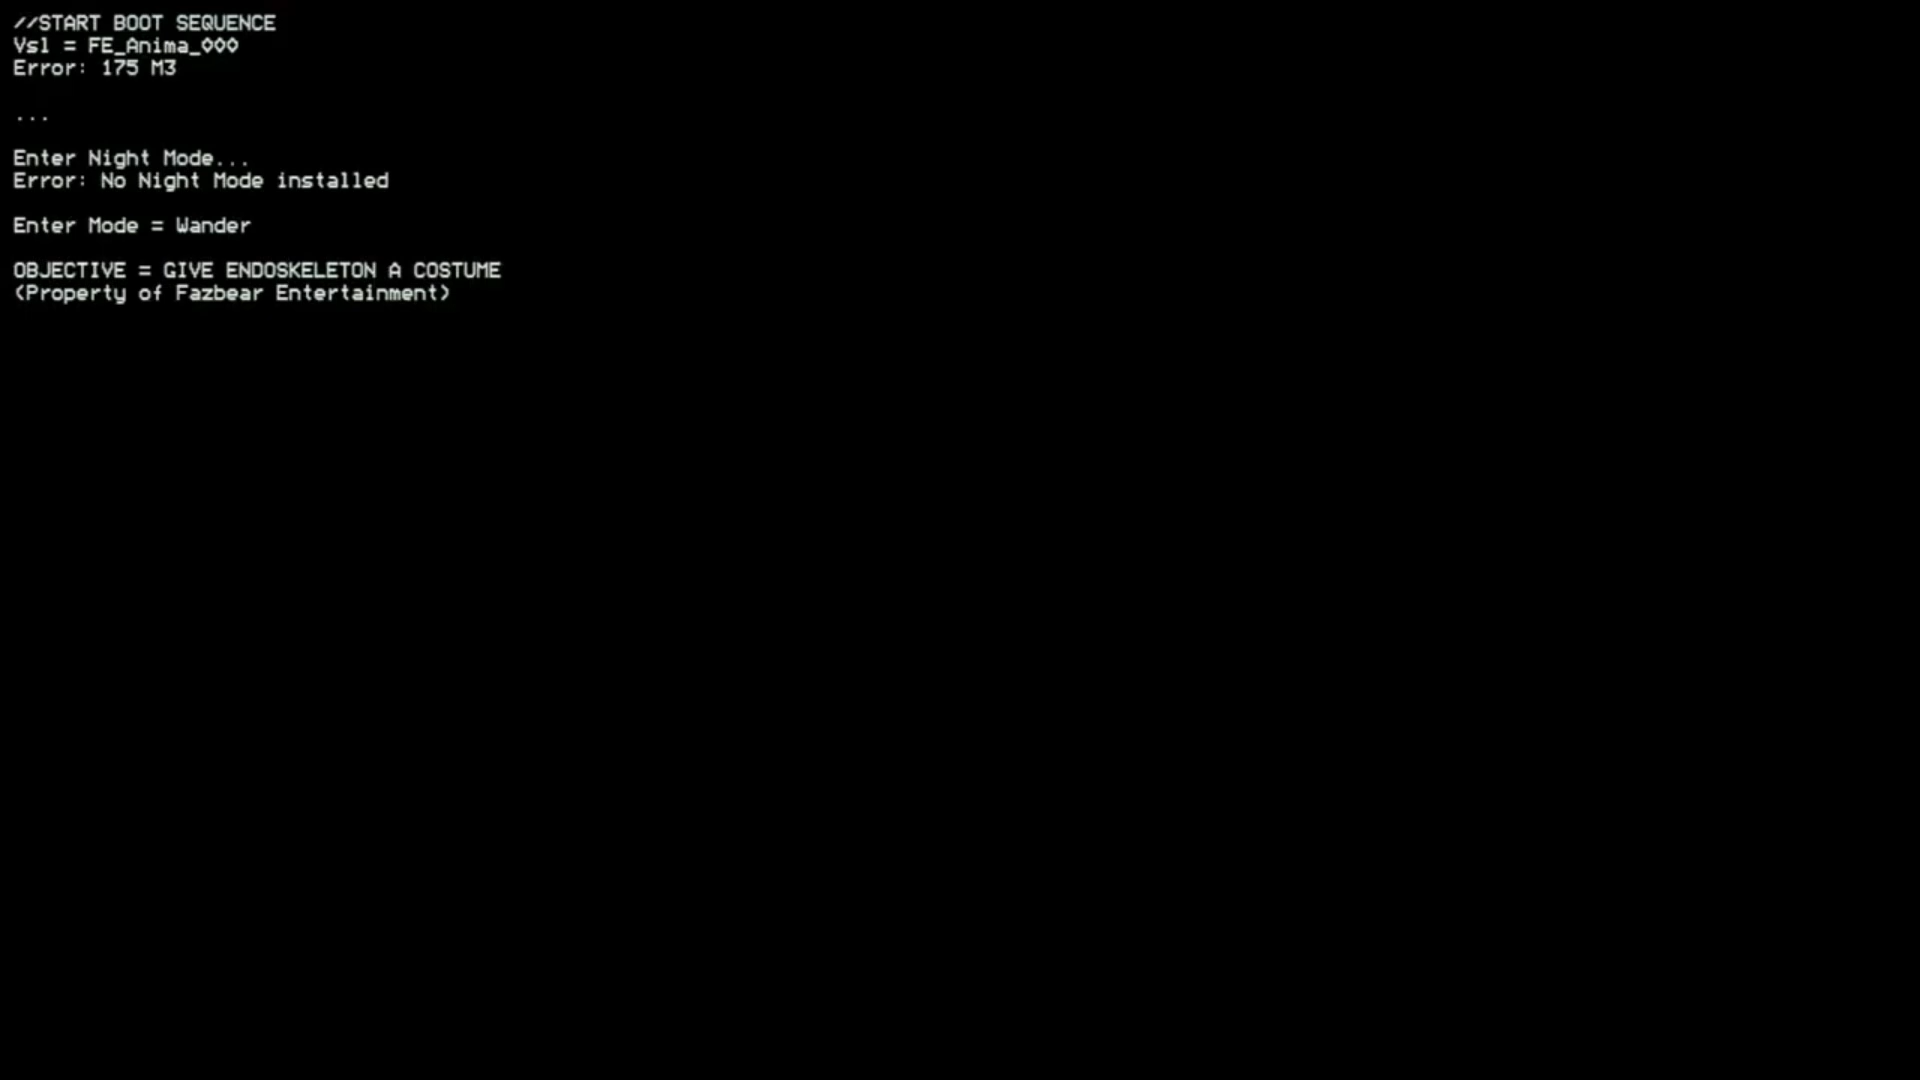 //START BOOT SEQUENCE
Vsl = FE_Anima_000
Error: 175 M3
...
Enter Night Mode...
Error: No Night Mode installed
Enter Mode = Wander
OBJECTIVE = GIVE ENDOSKELETON A COSTUME
(Property of Fazbear Entertainment)